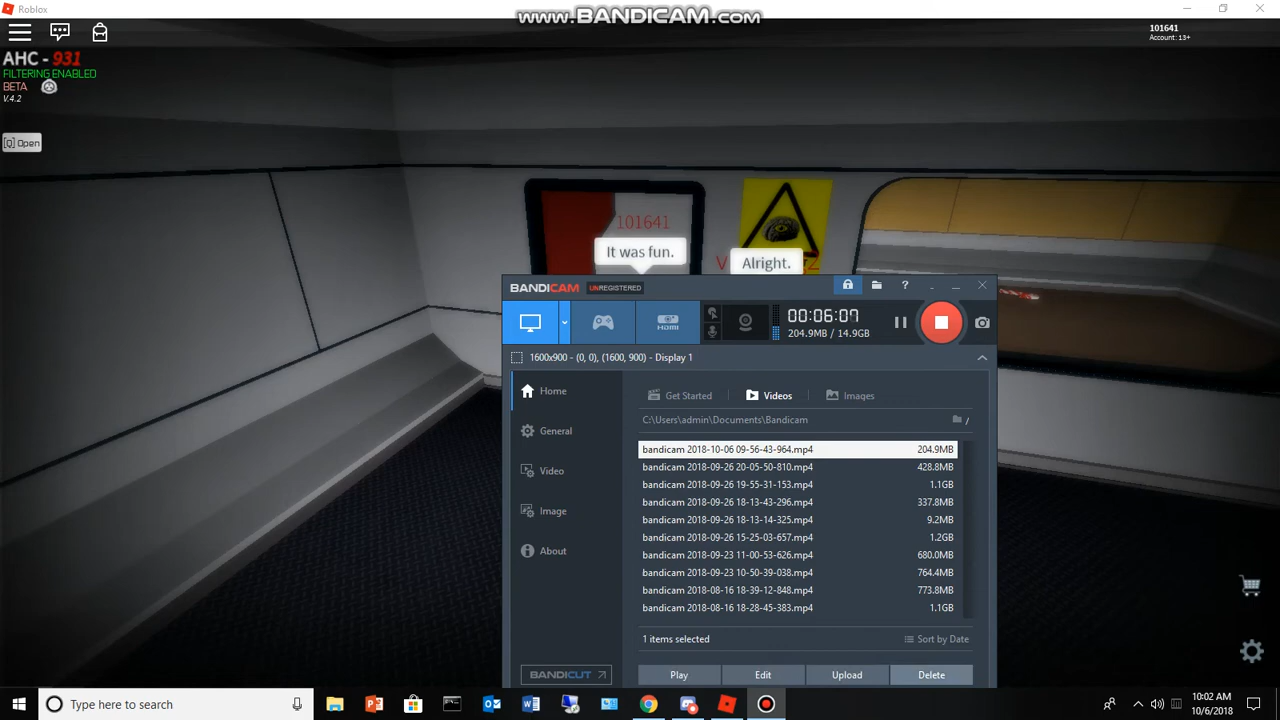 Roblox
www.BANDICAM.com
101641
Account: 13+
AHC - 931
FILTERING ENABLED
BETA
V.4.2
[Q] Open
101641
It was fun.
Alright.
BANDICAM UNREGISTERED
?
HDMI
00:06:07
204.9MB / 14.9GB
1600x900 - (0, 0), (1600, 900) - Display 1
Home
General
Video
Image
About
BANDICUT
Get Started
Videos
Images
C:\Users\admin\Documents\Bandicam
/
bandicam 2018-10-06 09-56-43-964.mp4 204.9MB
bandicam 2018-09-26 20-05-50-810.mp4 428.8MB
bandicam 2018-09-26 19-55-31-153.mp4 1.1GB
bandicam 2018-09-26 18-13-43-296.mp4 337.8MB
bandicam 2018-09-26 18-13-14-325.mp4 9.2MB
bandicam 2018-09-26 15-25-03-657.mp4 1.2GB
bandicam 2018-09-23 11-00-53-626.mp4 680.0MB
bandicam 2018-09-23 10-50-39-038.mp4 764.4MB
bandicam 2018-08-16 18-39-12-848.mp4 773.8MB
bandicam 2018-08-16 18-28-45-383.mp4 1.1GB
1 items selected
Sort by Date
Play
Edit
Upload
Delete
Type here to search
10:02 AM
10/6/2018